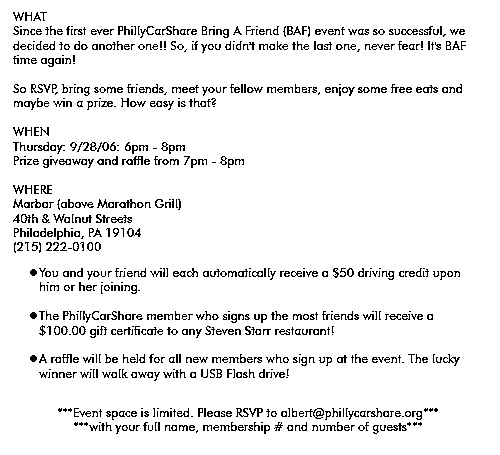 WHAT
Since the first ever PhillyCarShare Bring A Friend (BAF) event was so successful, we
decided to do another one!! So, if you didn't make the last one, never fear! It's BAF
time again!
So RSVP, bring some friends, meet your fellow members, enjoy some free eats and
maybe win a prize. How easy is that?
WHEN
Thursday: 9/28/06: 6pm - 8pm
Prize giveaway and raffle from 7pm - 8pm
WHERE
Marbar (above Marathon Grill)
40th & Walnut Streets
Philadelphia, PA 19104
(215) 222-0100
●You and your friend will each automatically receive a $50 driving credit upon
him or her joining.
●The PhillyCarShare member who signs up the most friends will receive a
$100.00 gift certificate to any Steven Starr restaurant!
●A raffle will be held for all new members who sign up at the event. The lucky
winner will walk away with a USB Flash drive!
***Event space is limited. Please RSVP to albert@phillycarshare.org***
***with your full name, membership # and number of guests***